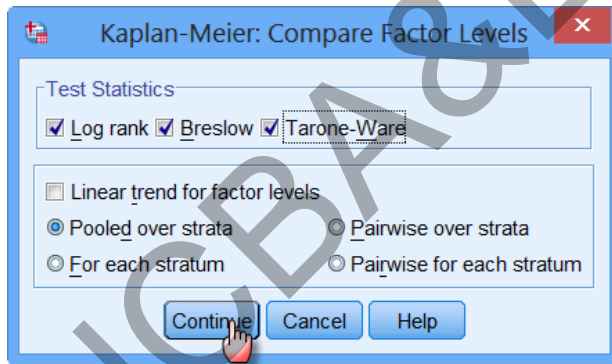 Kaplan-Meier: Compare Factor Levels
Test Statistics
Log rank Breslow Tarone-Ware
Linear trend for factor levels
Pooled over strata Pairwise over strata
For each stratum Pairwise for each stratum
Continue Cancel Help